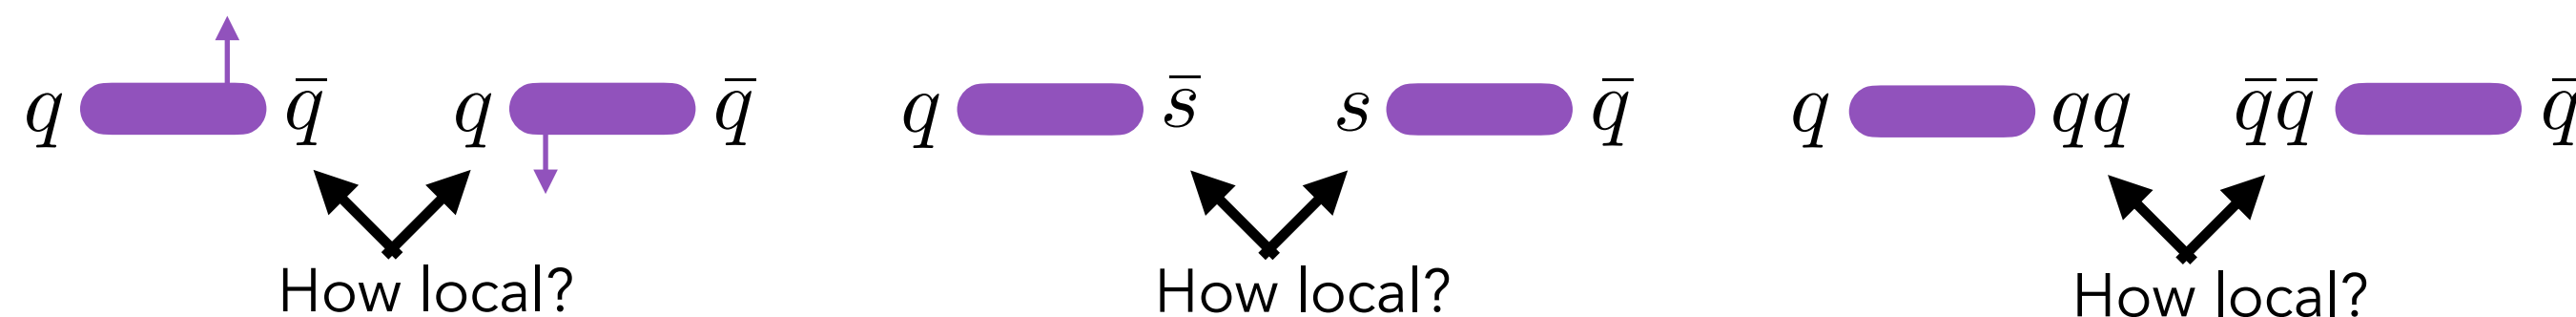 q q̄ q q̄ q s̄ s q̄ q qq q̄q̄ q̄
How local? How local? How local?